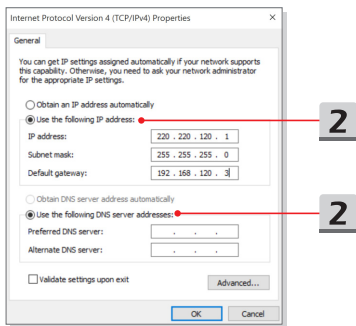 Internet Protocol Version 4 (TCP/IPv4) Properties
General
You can get IP settings assigned automatically if your network supports
this capability. Otherwise, you need to ask your network administrator
for the appropriate IP settings.
Obtain an IP address automatically
Use the following IP address:
2
IP address: 220 . 220 . 120 . 1
Subnet mask: 255 . 255 . 255 . 0
Default gateway: 192 . 168 . 120 . 3
Obtain DNS server address automatically
Use the following DNS server addresses:
2
Preferred DNS server: . . .
Alternate DNS server: . . .
Validate settings upon exit
Advanced...
OK Cancel